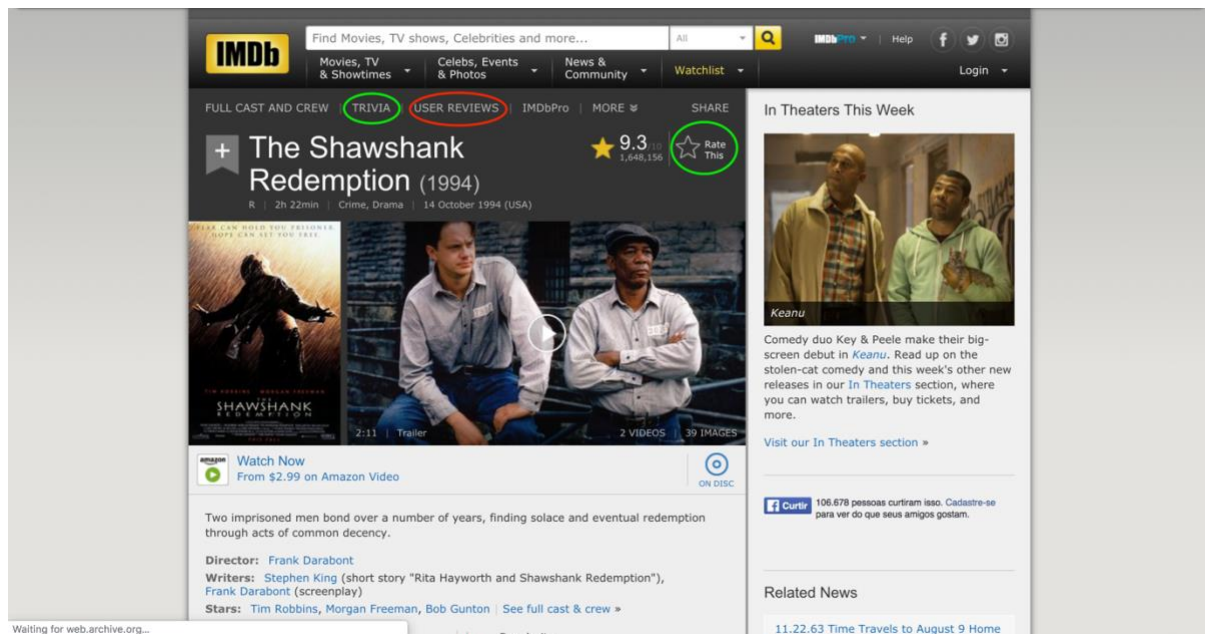 IMDb
Find Movies, TV shows, Celebrities and more...
All
IMDbPro
Help
Movies, TV
& Showtimes
Celebs, Events
& Photos
News &
Community
Watchlist
Login
FULL CAST AND CREW | TRIVIA | USER REVIEWS | IMDbPro | MORE
SHARE
+ The Shawshank
Redemption (1994)
9.3/10
1,648,156
Rate
This
R | 2h 22min | Crime, Drama | 14 October 1994 (USA)
FEAR CAN HOLD YOU PRISONER.
HOPE CAN SET YOU FREE.
TIM ROBBINS MORGAN FREEMAN
THE
SHAWSHANK
REDEMPTION
2:11 | Trailer
2 VIDEOS | 39 IMAGES
amazon
Watch Now
From $2.99 on Amazon Video
ON DISC
Two imprisoned men bond over a number of years, finding solace and eventual redemption
through acts of common decency.
Director: Frank Darabont
Writers: Stephen King (short story "Rita Hayworth and Shawshank Redemption"),
Frank Darabont (screenplay)
Stars: Tim Robbins, Morgan Freeman, Bob Gunton | See full cast & crew »
In Theaters This Week
Keanu
Comedy duo Key & Peele make their big-
screen debut in Keanu. Read up on the
stolen-cat comedy and this week's other new
releases in our In Theaters section, where
you can watch trailers, buy tickets, and
more.
Visit our In Theaters section »
Curtir
106.678 pessoas curtiram isso. Cadastre-se
para ver do que seus amigos gostam.
Related News
11.22.63 Time Travels to August 9 Home
Waiting for web.archive.org...